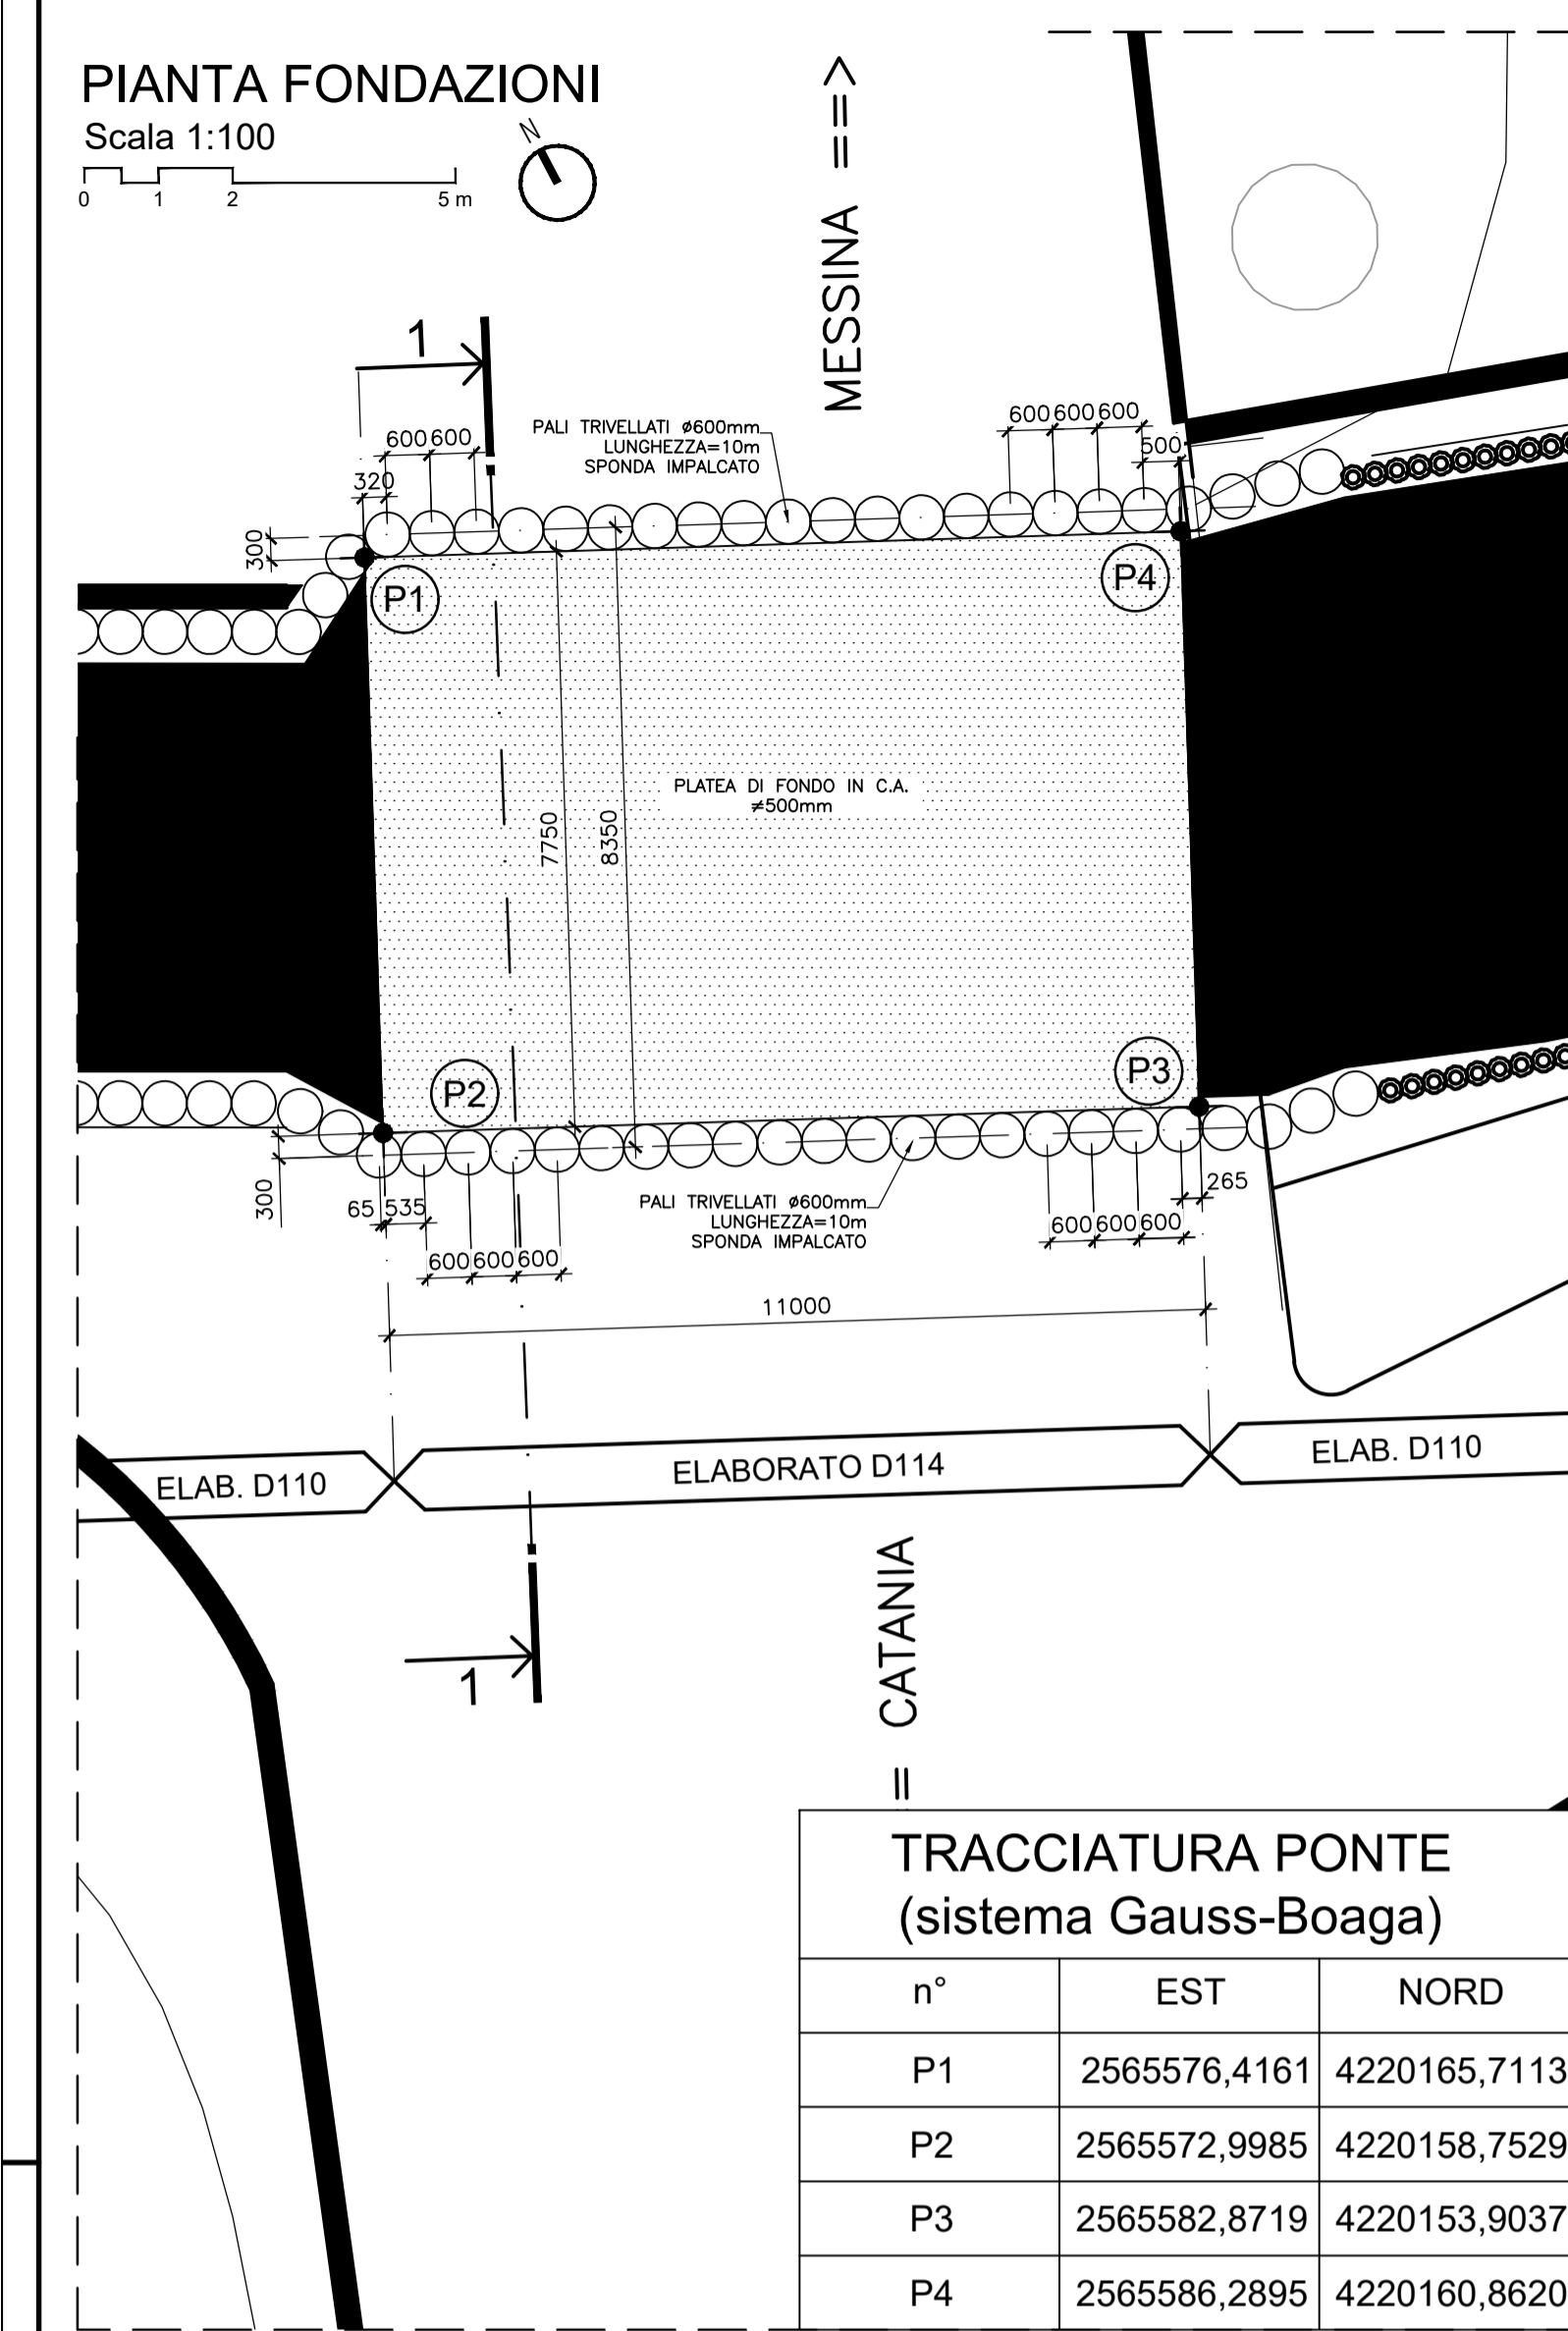 PIANTA FONDAZIONI
Scala 1:100
0 1 2 5 m
N
MESSINA ==>
1
600 600
320
300
PALI TRIVELLATI ø600mm
LUNGHEZZA=10m
SPONDA IMPALCATO
600 600 600
500
P1
P4
PLATEA DI FONDO IN C.A.
≠500mm
7750
8350
P2
P3
300
65 535
600 600 600
PALI TRIVELLATI ø600mm
LUNGHEZZA=10m
SPONDA IMPALCATO
265
600 600 600
11000
ELAB. D110
ELABORATO D114
ELAB. D110
1
= CATANIA
TRACCIATURA PONTE
(sistema Gauss-Boaga)
n° EST NORD
P1 2565576,4161 4220165,7113
P2 2565572,9985 4220158,7529
P3 2565582,8719 4220153,9037
P4 2565586,2895 4220160,8620